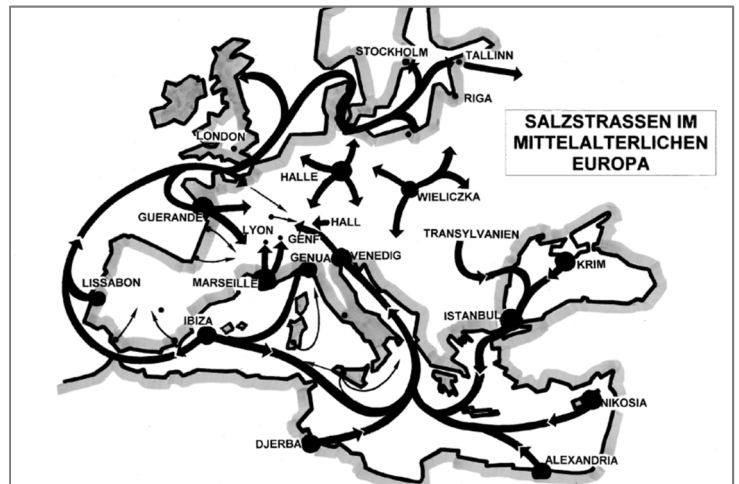 STOCKHOLM
TALLINN
RIGA
SALZSTRASSEN IM
MITTELALTERLICHEN
EUROPA
LONDON
HALLE
WIELICZKA
GUERANDE
HALL
LYON
GENF
TRANSYLVANIEN
GENUA
VENEDIG
KRIM
LISSABON
MARSEILLE
IBIZA
ISTANBUL
NIKOSIA
DJERBA
ALEXANDRIA